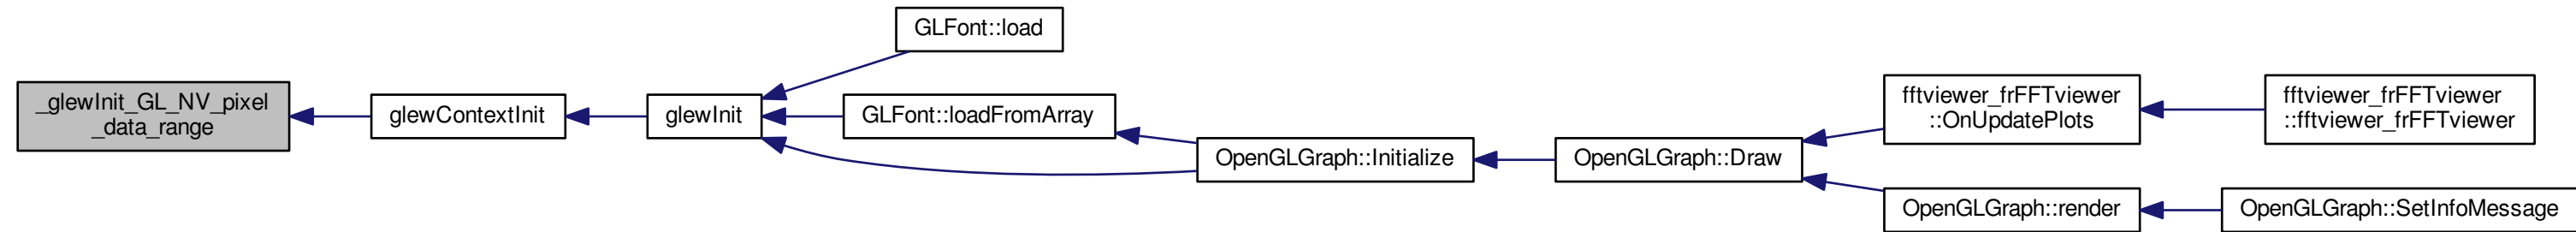 _glewInit_GL_NV_pixel
_data_range
glewContextInit
glewInit
GLFont::load
GLFont::loadFromArray
OpenGLGraph::Initialize
OpenGLGraph::Draw
fftviewer_frFFTviewer
::OnUpdatePlots
OpenGLGraph::render
fftviewer_frFFTviewer
::fftviewer_frFFTviewer
OpenGLGraph::SetInfoMessage